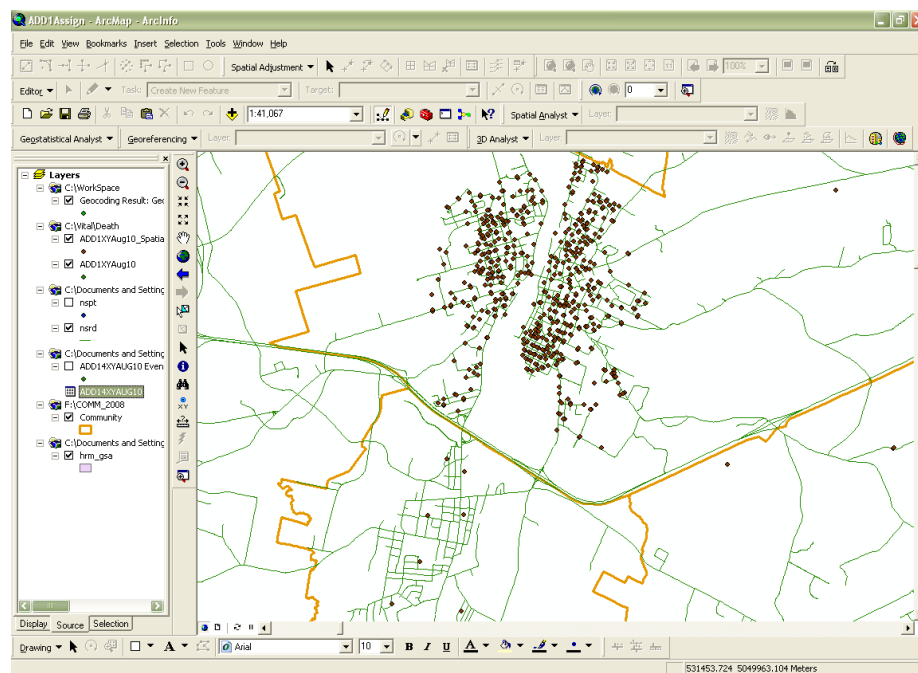 ADD1Assign - ArcMap - ArcInfo
File Edit View Bookmarks Insert Selection Tools Window Help
Spatial Adjustment 100%
Editor Task: Create New Feature Target: 0
1:41,067 Spatial Analyst Layer:
Geostatistical Analyst Georeferencing Layer: 3D Analyst Layer:
Layers
C:\WorkSpace
Geocoding Result: Geo
C:\Vital\Death
ADD1XYAug10_Spatia
ADD1XYAug10
C:\Documents and Setting
nspt
nsrd
C:\Documents and Setting
ADD14XYAUG10 Even
ADD14XYAUG10
F:\COMM_2008
Community
C:\Documents and Setting
hrm_gsa
XY
Display Source Selection
Drawing A Arial 10 B I U A
531453.724 5049963.104 Meters